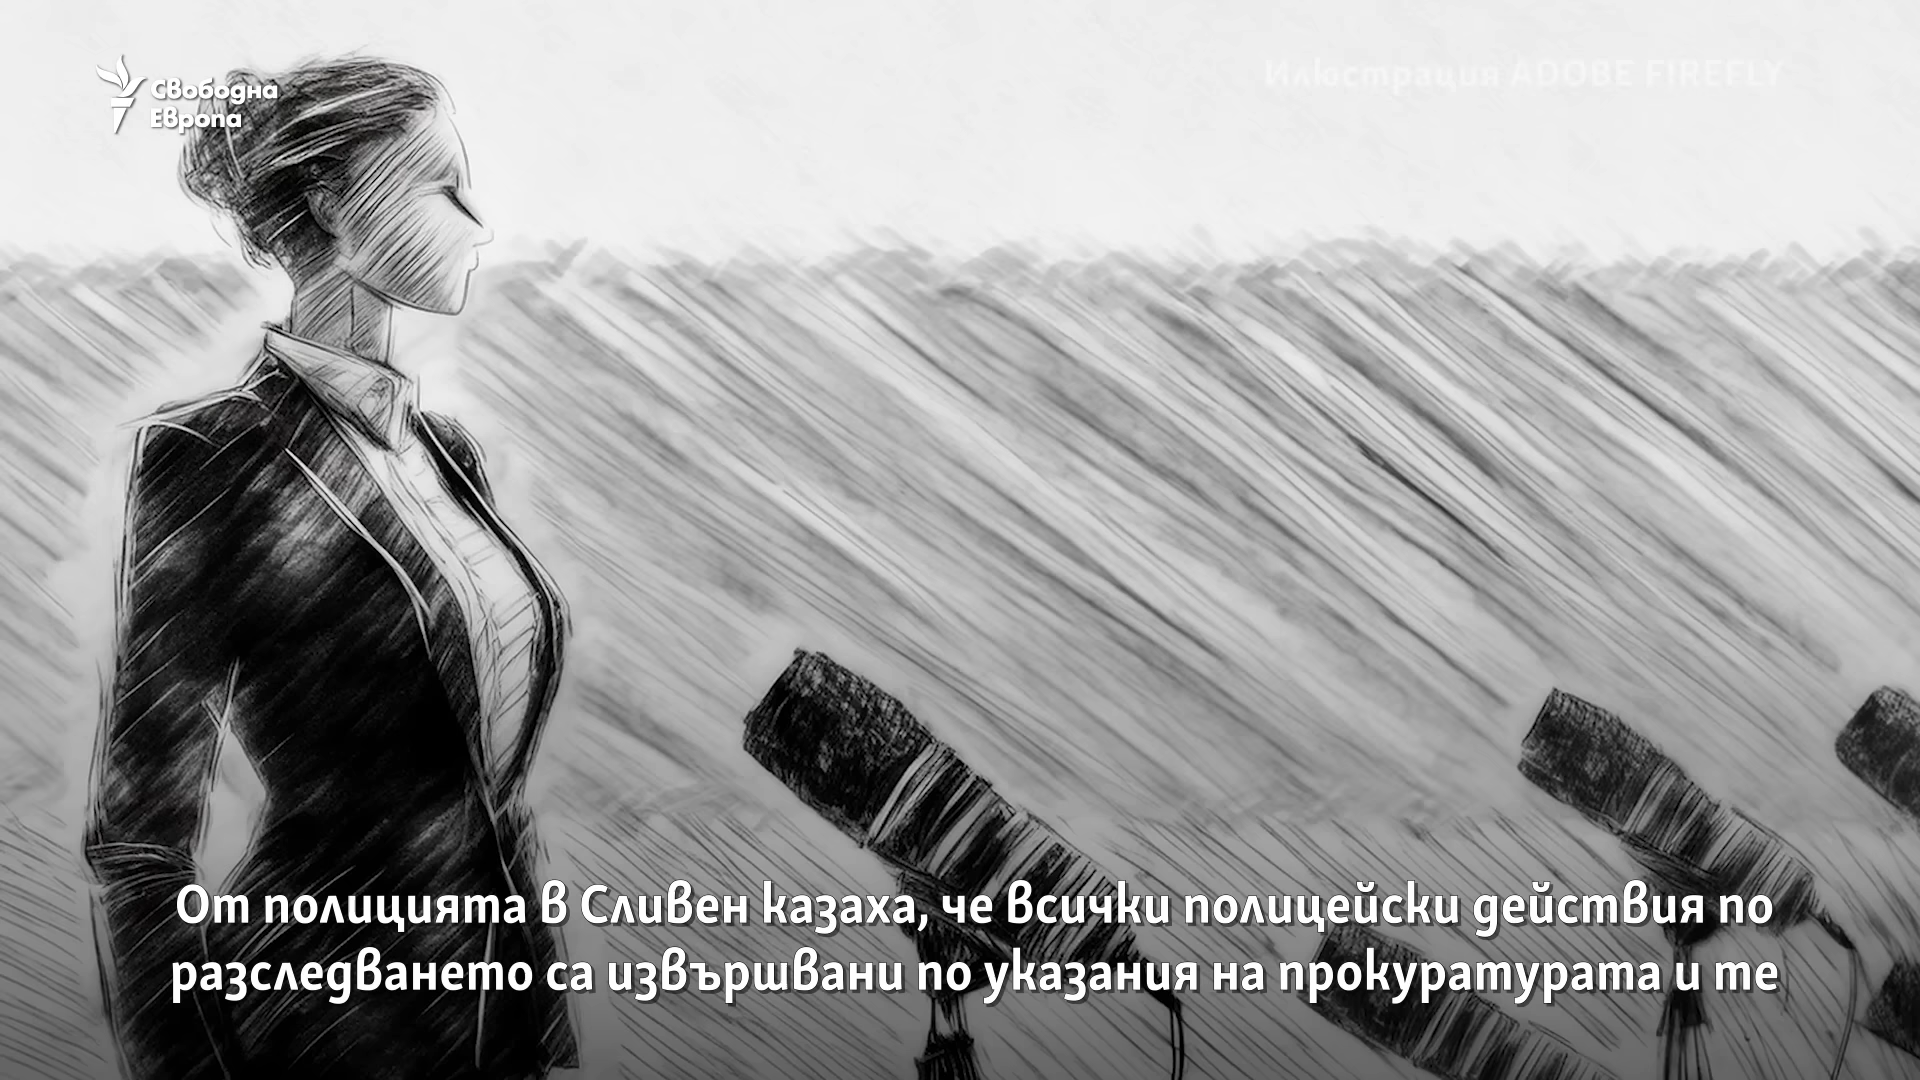 Свободна
Европа
Илюстрация ADOBE FIREFLY
От полицията в Сливен казаха, че всички полицейски действия по
разследването са извършвани по указания на прокуратурата и те